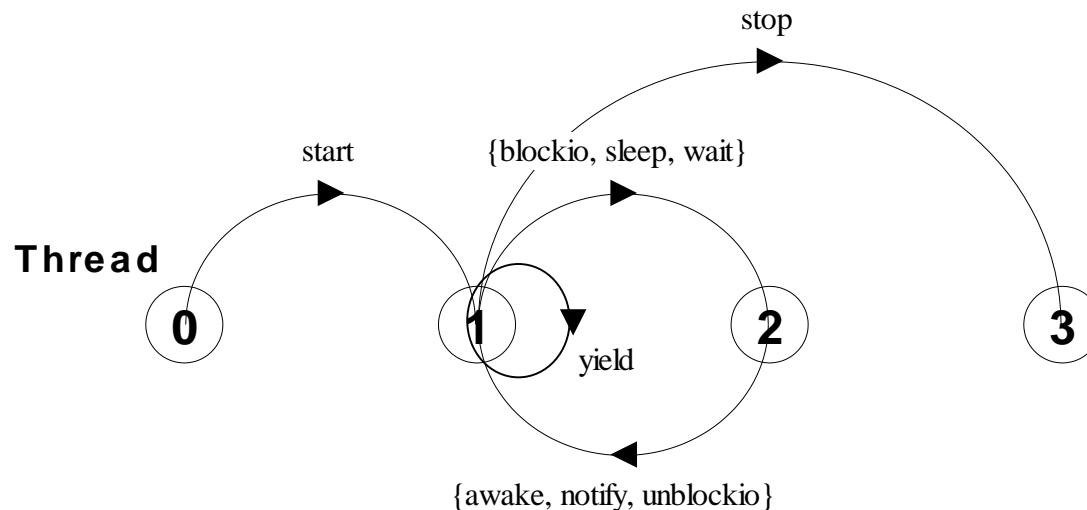 stop
start
{blockio, sleep, wait}
Thread
0
1
2
3
yield
{awake, notify, unblockio}